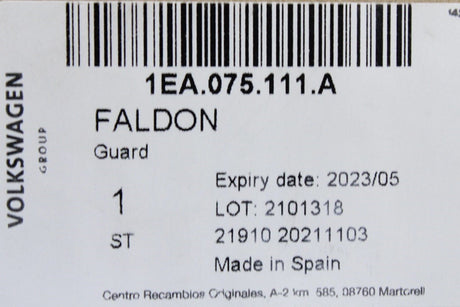 1EA.075.111.A
FALDON
Guard
1
ST
Expiry date: 2023/05
LOT: 2101318
21910 20211103
Made in Spain
Centro Recambios Originales, A-2 km 585, 08760 Martorell
VOLKSWAGEN
GROUP